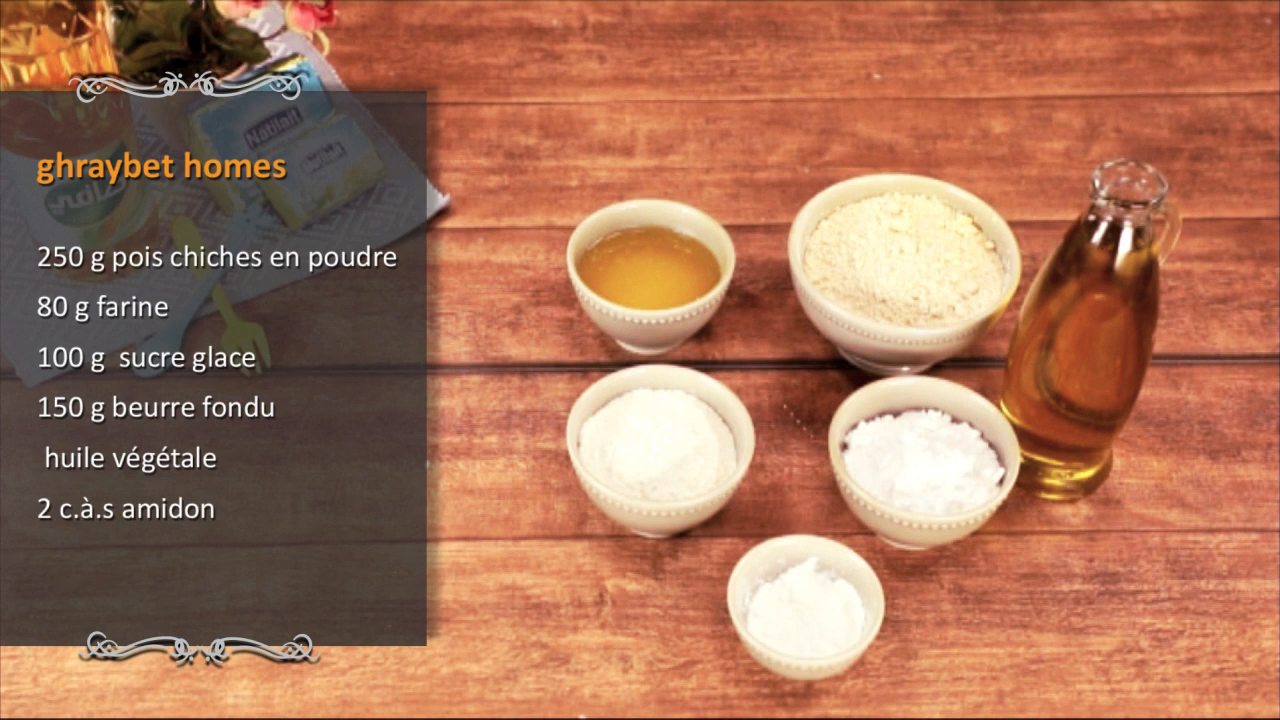 ghraybet homes
250 g pois chiches en poudre
80 g farine
100 g sucre glace
150 g beurre fondu
huile végétale
2 c.à.s amidon
Natilait